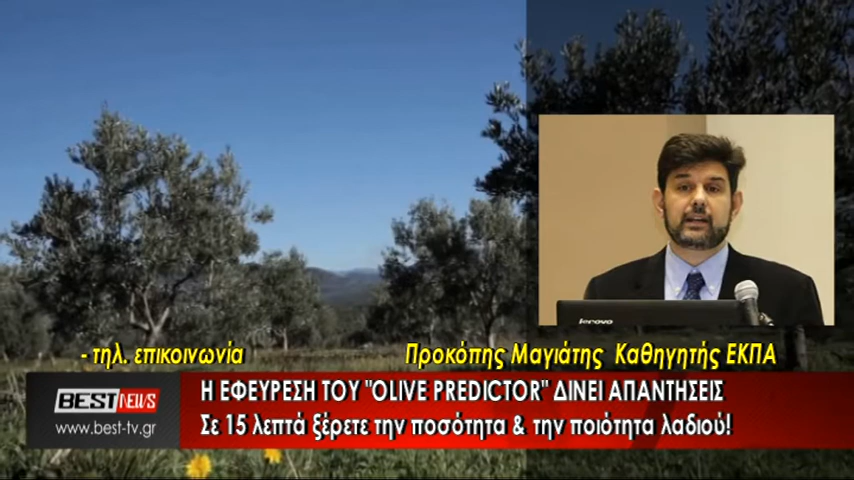 lenovo
- τηλ. επικοινωνία
Προκόπης Μαγιάτης Καθηγητής ΕΚΠΑ
BEST NEWS
www.best-tv.gr
Η ΕΦΕΥΡΕΣΗ ΤΟΥ "OLIVE PREDICTOR" ΔΙΝΕΙ ΑΠΑΝΤΗΣΕΙΣ
Σε 15 λεπτά ξέρετε την ποσότητα & την ποιότητα λαδιού!